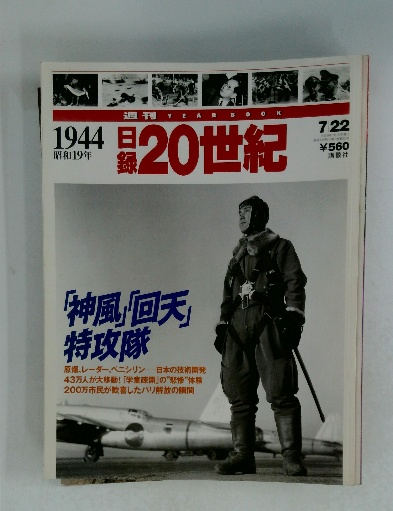 週刊 YEAR BOOK
1944
昭和19年
日録20世紀
7/22
¥560
講談社
「神風」「回天」
特攻隊
原爆、レーダー、ペニシリン 日本の技術開発
43万人が大移動!「学童疎開」の"悲惨"体験
200万市民が歓喜したパリ解放の瞬間